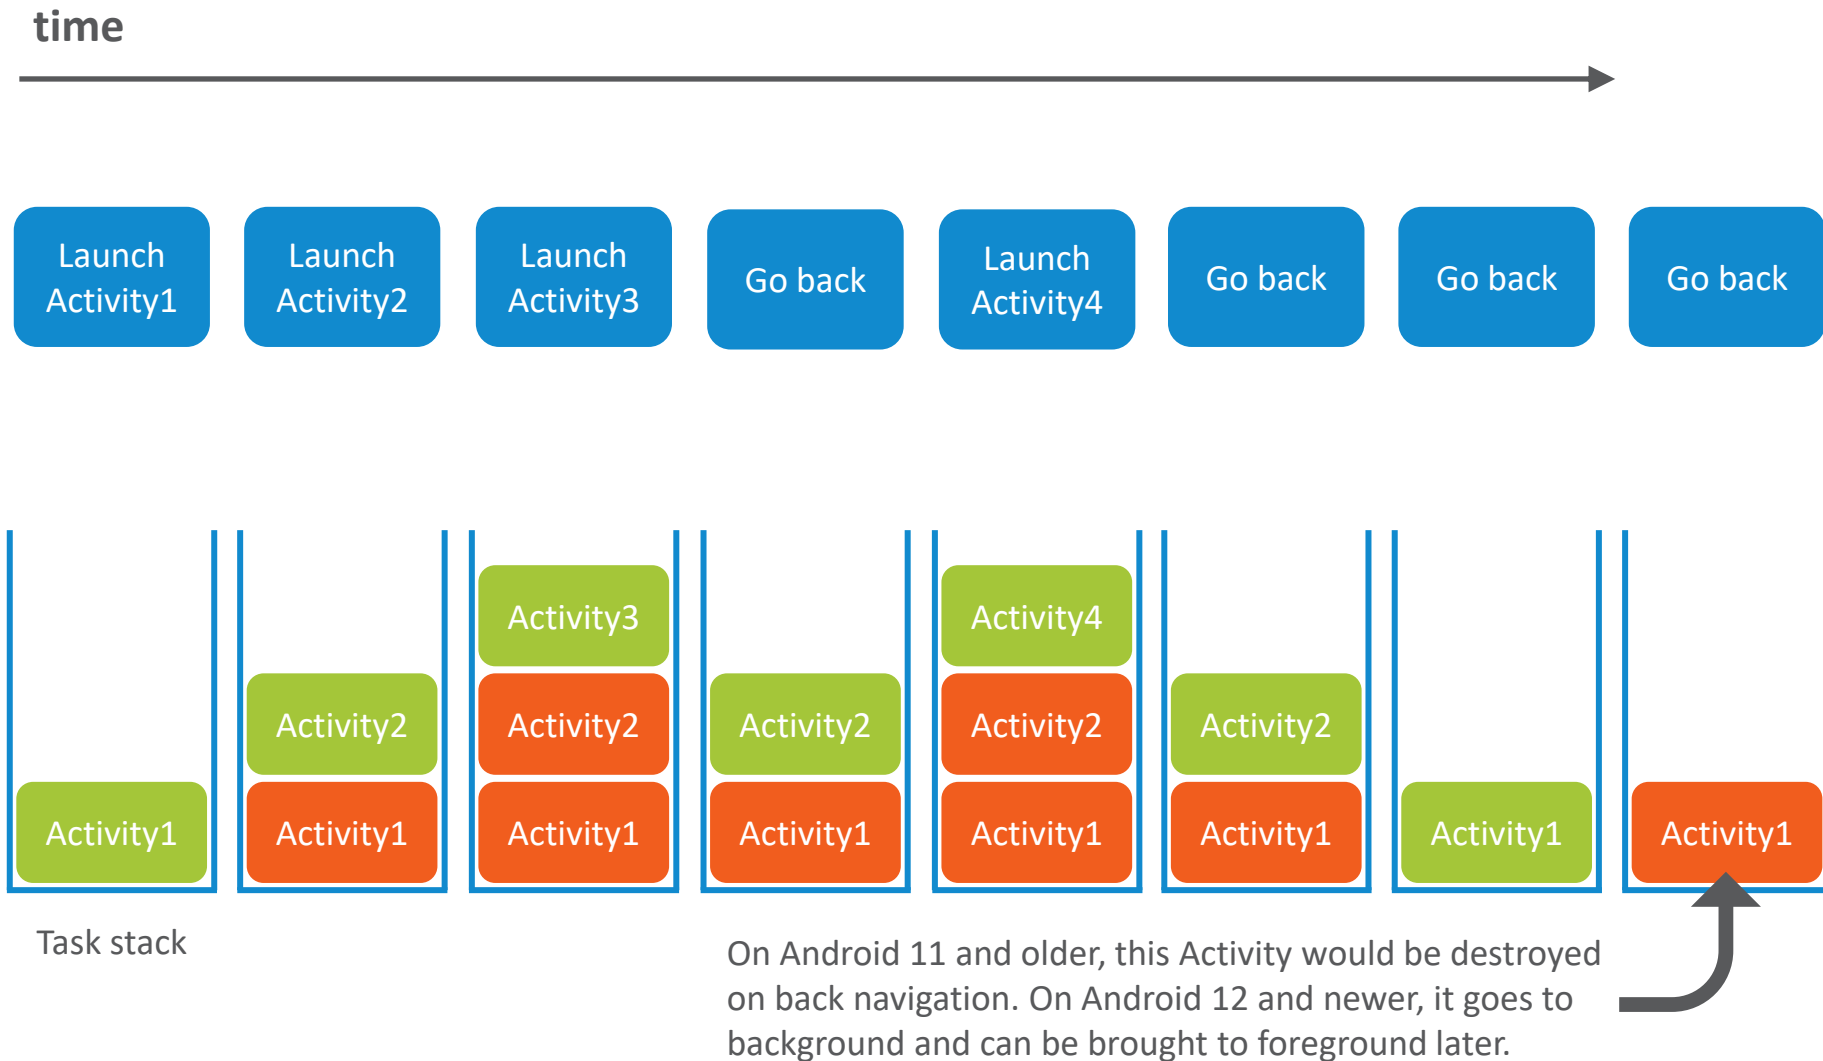 time
Launch
Activity1
Launch
Activity2
Launch
Activity3
Go back
Launch
Activity4
Go back
Go back
Go back
Activity1
Activity2
Activity1
Activity3
Activity2
Activity1
Activity2
Activity1
Activity4
Activity2
Activity1
Activity2
Activity1
Activity1
Activity1
Task stack
On Android 11 and older, this Activity would be destroyed
on back navigation. On Android 12 and newer, it goes to
background and can be brought to foreground later.